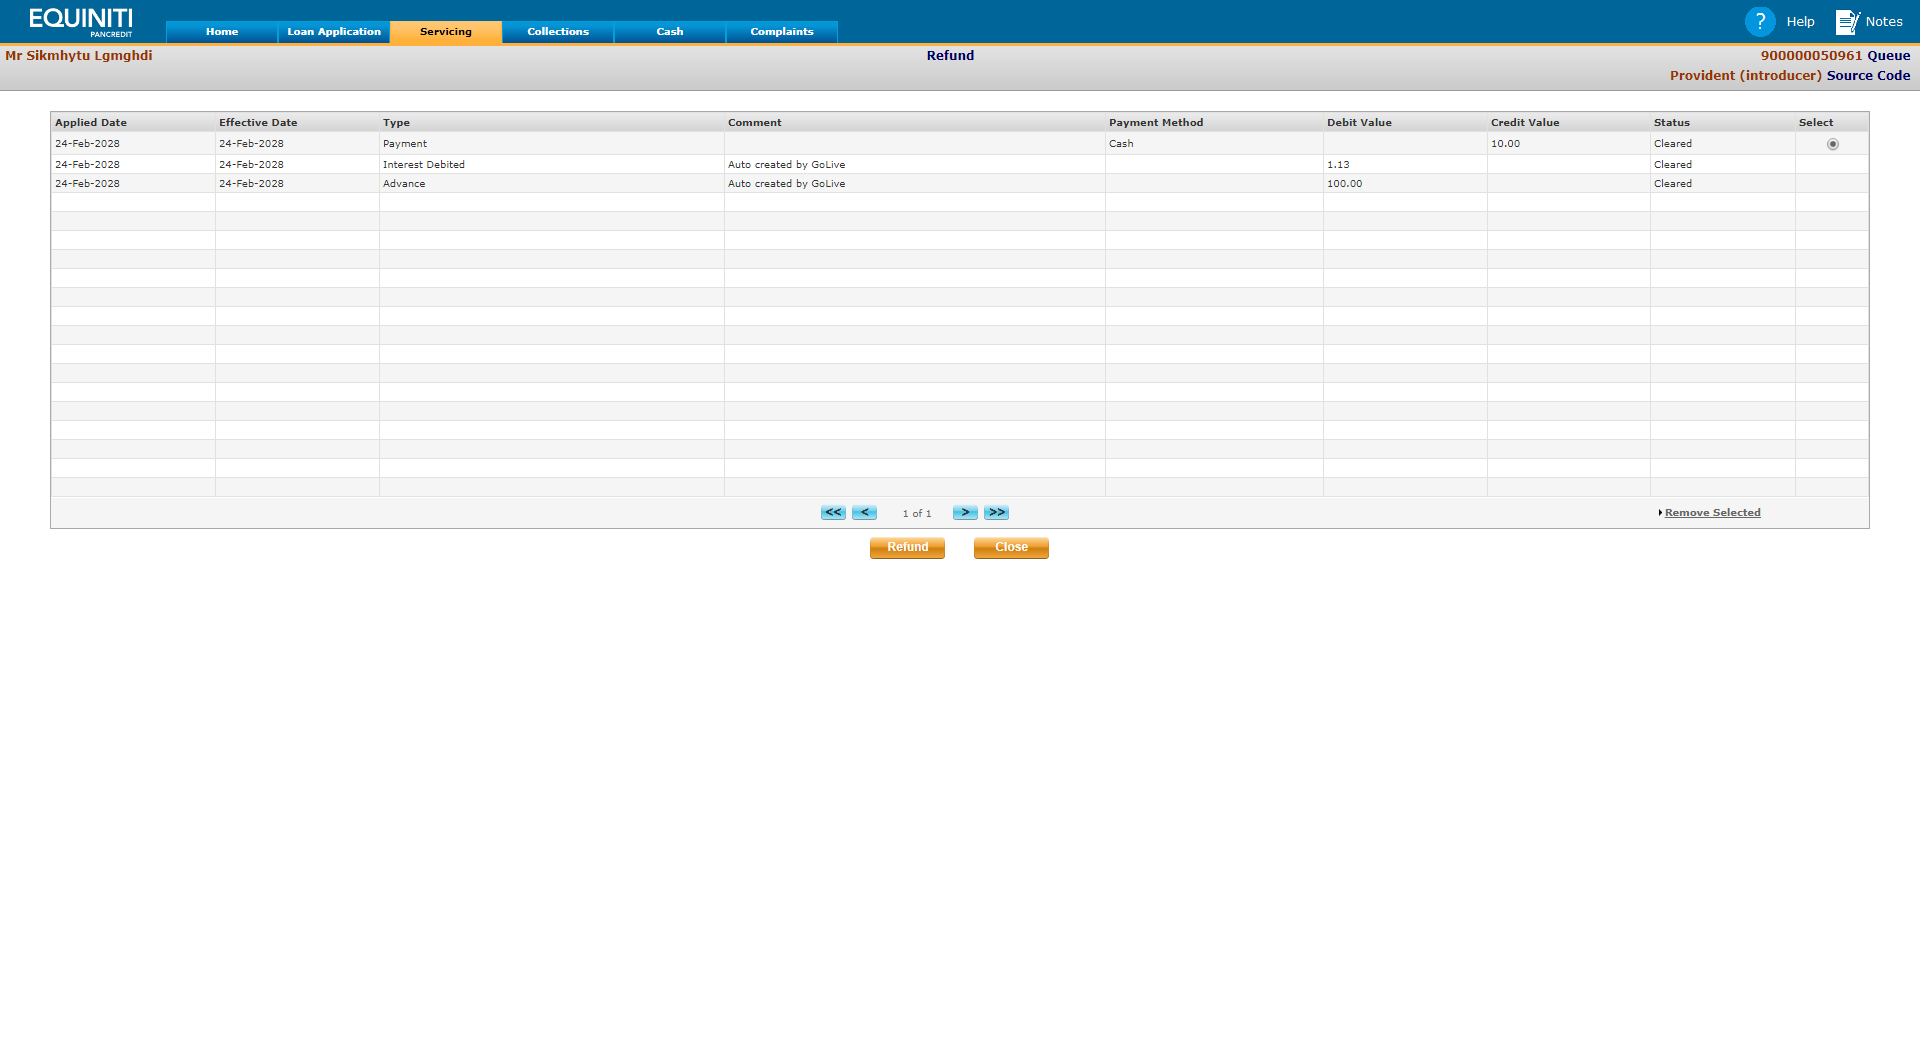 EQUINITI
PANCREDIT
Home Loan Application Servicing Collections Cash Complaints
? Help Notes
Mr Sikmhytu Lgmghdi Refund 900000050961 Queue
Provident (introducer) Source Code
Applied Date Effective Date Type Comment Payment Method Debit Value Credit Value Status Select
24-Feb-2028 24-Feb-2028 Payment Cash 10.00 Cleared
24-Feb-2028 24-Feb-2028 Interest Debited Auto created by GoLive 1.13 Cleared
24-Feb-2028 24-Feb-2028 Advance Auto created by GoLive 100.00 Cleared
<< < 1 of 1 > >> Remove Selected
Refund Close